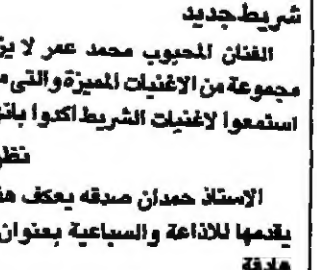 شريط جديد
الفنان المحبوب محمد عمر لا
مجموعة من الاغنيات المميزة والتى
استمعوا لاغنيات الشريط اكدوا
الاستاذ حمدان صدقه يعكف
يقدمها للاذاعة والسباعية بعنوان
هادفة